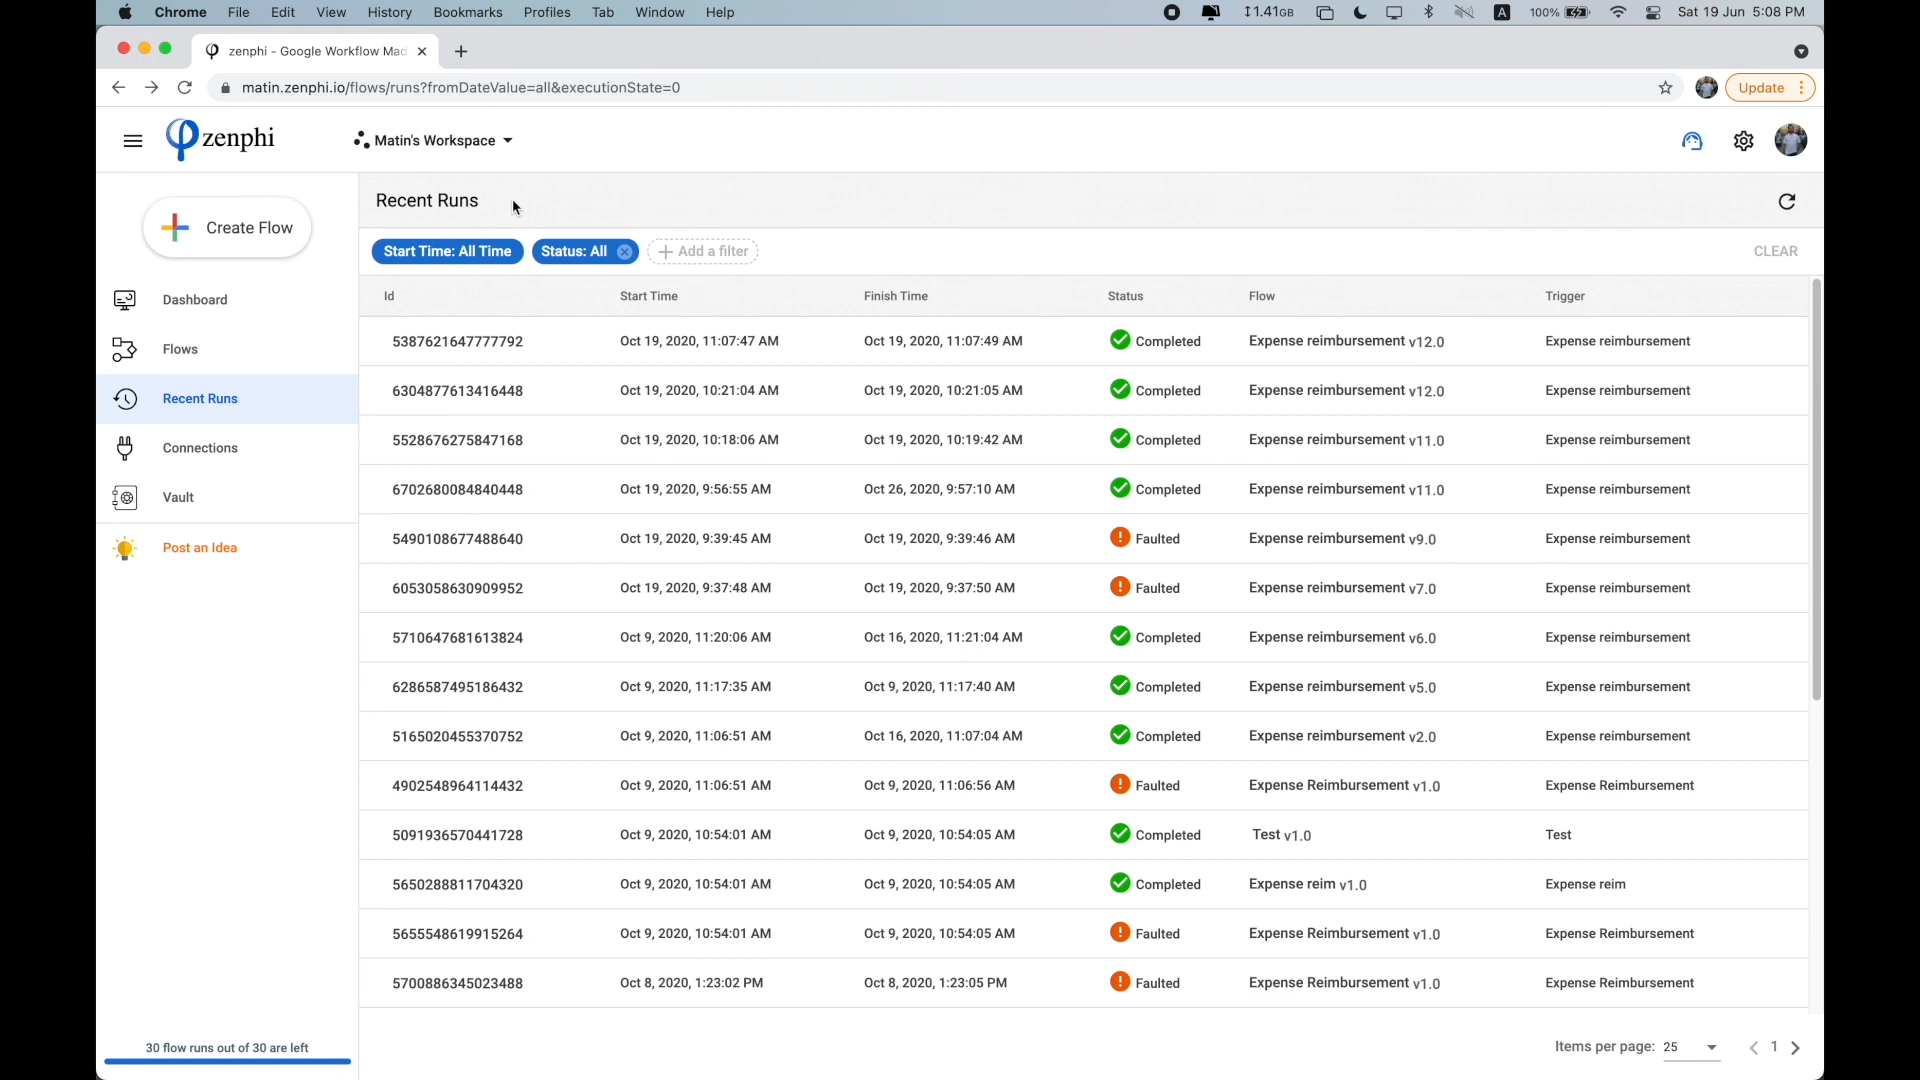 Chrome File Edit View History Bookmarks Profiles Tab Window Help 1.41GB A 100% Sat 19 Jun 5:08 PM
zenphi - Google Workflow Mad
matin.zenphi.io/flows/runs?fromDateValue=all&executionState=0 Update
zenphi Matin's Workspace
Create Flow
Dashboard
Flows
Recent Runs
Connections
Vault
Post an Idea
30 flow runs out of 30 are left
Recent Runs
Start Time: All Time Status: All Add a filter CLEAR
Id Start Time Finish Time Status Flow Trigger
5387621647777792 Oct 19, 2020, 11:07:47 AM Oct 19, 2020, 11:07:49 AM Completed Expense reimbursement v12.0 Expense reimbursement
6304877613416448 Oct 19, 2020, 10:21:04 AM Oct 19, 2020, 10:21:05 AM Completed Expense reimbursement v12.0 Expense reimbursement
5528676275847168 Oct 19, 2020, 10:18:06 AM Oct 19, 2020, 10:19:42 AM Completed Expense reimbursement v11.0 Expense reimbursement
6702680084840448 Oct 19, 2020, 9:56:55 AM Oct 26, 2020, 9:57:10 AM Completed Expense reimbursement v11.0 Expense reimbursement
5490108677488640 Oct 19, 2020, 9:39:45 AM Oct 19, 2020, 9:39:46 AM Faulted Expense reimbursement v9.0 Expense reimbursement
6053058630909952 Oct 19, 2020, 9:37:48 AM Oct 19, 2020, 9:37:50 AM Faulted Expense reimbursement v7.0 Expense reimbursement
5710647681613824 Oct 9, 2020, 11:20:06 AM Oct 16, 2020, 11:21:04 AM Completed Expense reimbursement v6.0 Expense reimbursement
6286587495186432 Oct 9, 2020, 11:17:35 AM Oct 9, 2020, 11:17:40 AM Completed Expense reimbursement v5.0 Expense reimbursement
5165020455370752 Oct 9, 2020, 11:06:51 AM Oct 16, 2020, 11:07:04 AM Completed Expense reimbursement v2.0 Expense reimbursement
4902548964114432 Oct 9, 2020, 11:06:51 AM Oct 9, 2020, 11:06:56 AM Faulted Expense Reimbursement v1.0 Expense Reimbursement
5091936570441728 Oct 9, 2020, 10:54:01 AM Oct 9, 2020, 10:54:05 AM Completed Test v1.0 Test
5650288811704320 Oct 9, 2020, 10:54:01 AM Oct 9, 2020, 10:54:05 AM Completed Expense reim v1.0 Expense reim
5655548619915264 Oct 9, 2020, 10:54:01 AM Oct 9, 2020, 10:54:05 AM Faulted Expense Reimbursement v1.0 Expense Reimbursement
5700886345023488 Oct 8, 2020, 1:23:02 PM Oct 8, 2020, 1:23:05 PM Faulted Expense Reimbursement v1.0 Expense Reimbursement
Items per page: 25 1